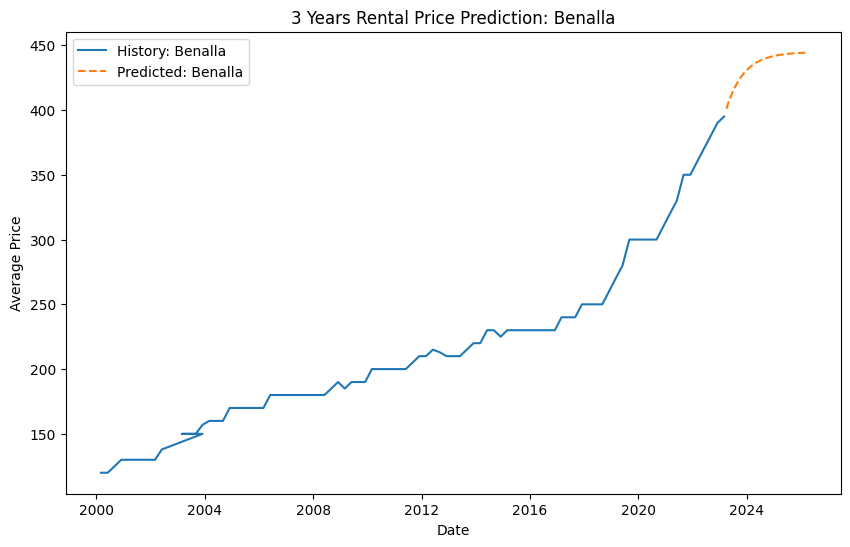 3 Years Rental Price Prediction: Benalla
History: Benalla
Predicted: Benalla
450
400
350
300
250
200
150
Average Price
2000 2004 2008 2012 2016 2020 2024
Date